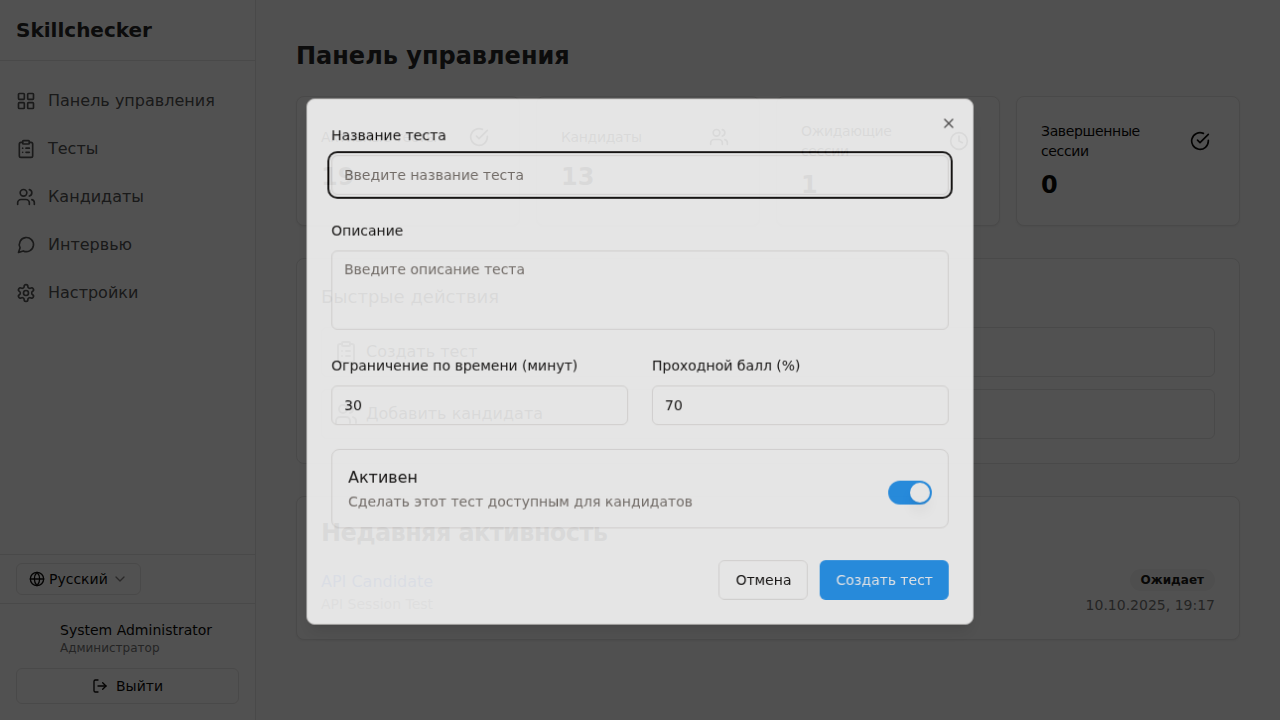 Skillchecker
Панель управления
Тесты
Кандидаты
Интервью
Настройки
Русский
System Administrator
Администратор
Выйти
Панель управления
Кандидаты
13
Ожидающие
сессии
1
Завершенные
сессии
0
Быстрые действия
Создать тест
Добавить кандидата
Недавняя активность
API Candidate
API Session Test
Ожидает
10.10.2025, 19:17
Название теста
Введите название теста
Описание
Введите описание теста
Ограничение по времени (минут)
30
Проходной балл (%)
70
Активен
Сделать этот тест доступным для кандидатов
Отмена
Создать тест